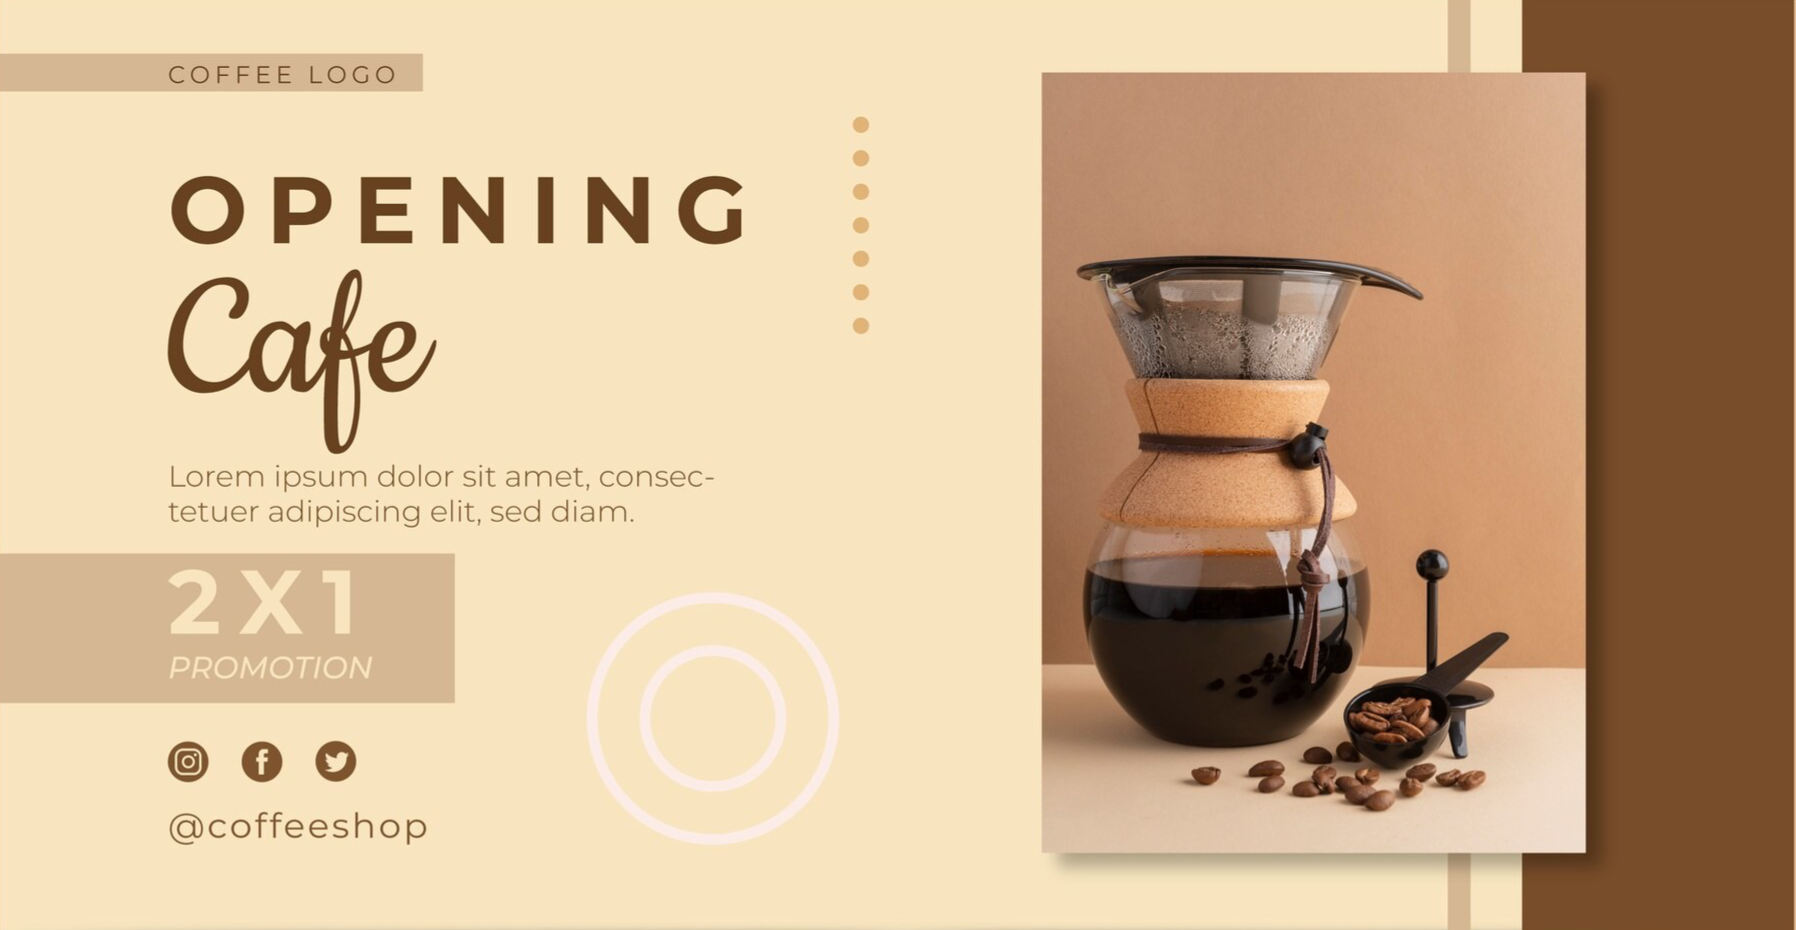 COFFEE LOGO
OPENING
Cafe
Lorem ipsum dolor sit amet, consec-
tetuer adipiscing elit, sed diam.
2X1
PROMOTION
@coffeeshop